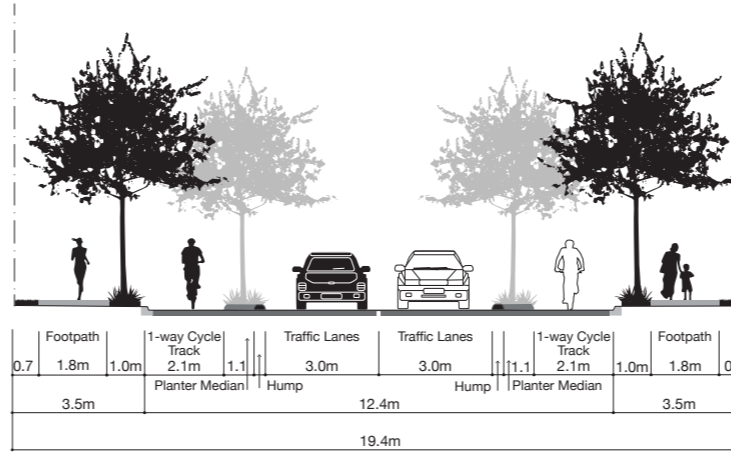 Footpath 1-way Cycle Traffic Lanes Traffic Lanes 1-way Cycle Footpath
Track Track
0.7 1.8m 1.0m 2.1m 1.1 3.0m 3.0m 1.1 2.1m 1.0m 1.8m 0
Planter Median Hump Hump Planter Median
3.5m 12.4m 3.5m
19.4m